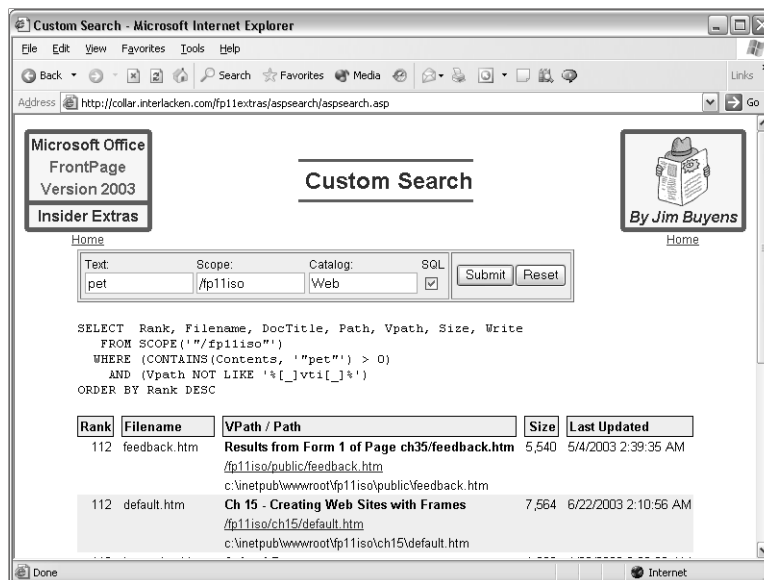 Custom Search - Microsoft Internet Explorer
File Edit View Favorites Tools Help
Back Search Favorites Media Links
Address http://collar.interlacken.com/fp11extras/aspsearch/aspsearch.asp Go
Microsoft Office
FrontPage
Version 2003
Insider Extras
Home
Custom Search
By Jim Buyens
Home
Text: Scope: Catalog: SQL
pet /fp11iso Web Submit Reset
SELECT Rank, Filename, DocTitle, Path, Vpath, Size, Write
FROM SCOPE('"/fp11iso"')
WHERE (CONTAINS(Contents, '"pet"') > 0)
AND (Vpath NOT LIKE '%[_]vti[_]%')
ORDER BY Rank DESC
Rank Filename VPath / Path Size Last Updated
112 feedback.htm Results from Form 1 of Page ch35/feedback.htm 5,540 5/4/2003 2:39:35 AM
/fp11iso/public/feedback.htm
c:\inetpub\wwwroot\fp11iso\public\feedback.htm
112 default.htm Ch 15 - Creating Web Sites with Frames 7,564 6/22/2003 2:10:56 AM
/fp11iso/ch15/default.htm
c:\inetpub\wwwroot\fp11iso\ch15\default.htm
Done Internet